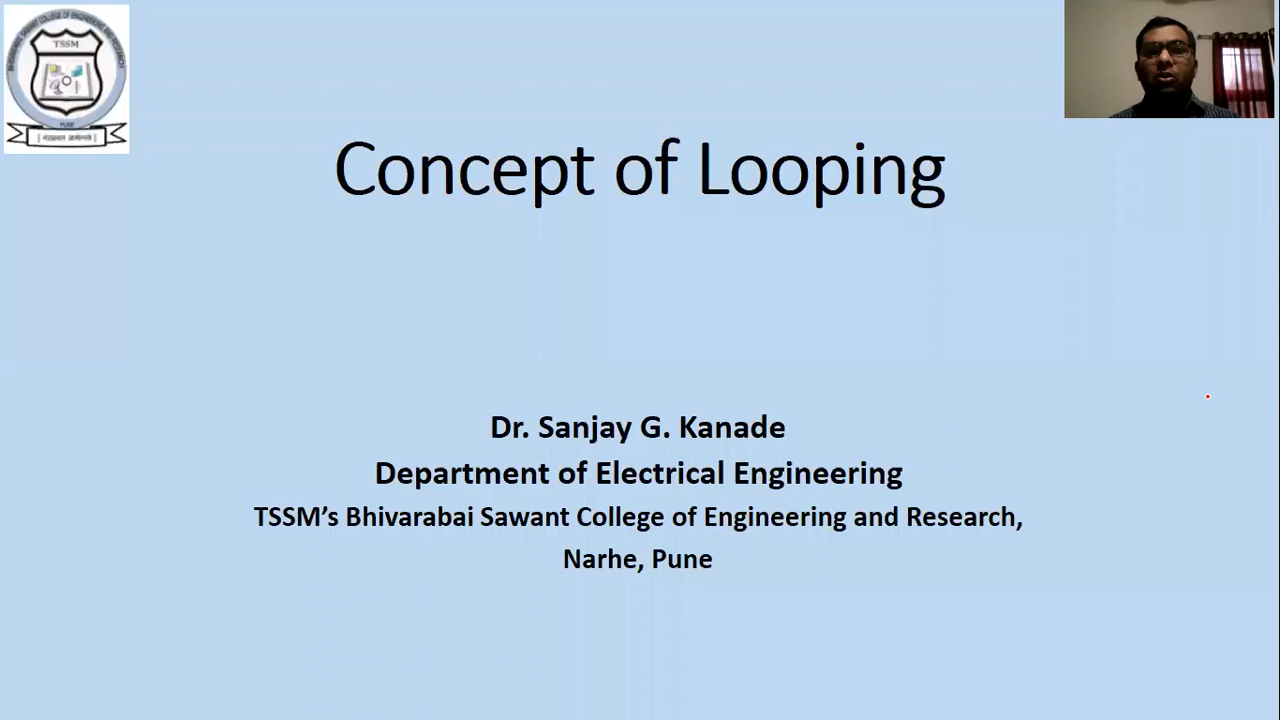 TSSM
Concept of Looping
Dr. Sanjay G. Kanade
Department of Electrical Engineering
TSSM’s Bhivarabai Sawant College of Engineering and Research,
Narhe, Pune